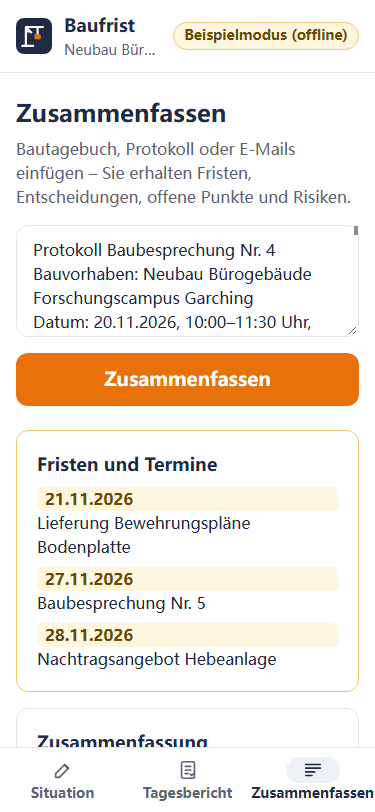 Baufrist
Neubau Bür...
Beispielmodus (offline)
Zusammenfassen
Bautagebuch, Protokoll oder E-Mails
einfügen – Sie erhalten Fristen,
Entscheidungen, offene Punkte und Risiken.
Protokoll Baubesprechung Nr. 4
Bauvorhaben: Neubau Bürogebäude
Forschungscampus Garching
Datum: 20.11.2026, 10:00–11:30 Uhr,
Zusammenfassen
Fristen und Termine
21.11.2026
Lieferung Bewehrungspläne
Bodenplatte
27.11.2026
Baubesprechung Nr. 5
28.11.2026
Nachtragsangebot Hebeanlage
Zusammenfassung
Situation
Tagesbericht
Zusammenfassen